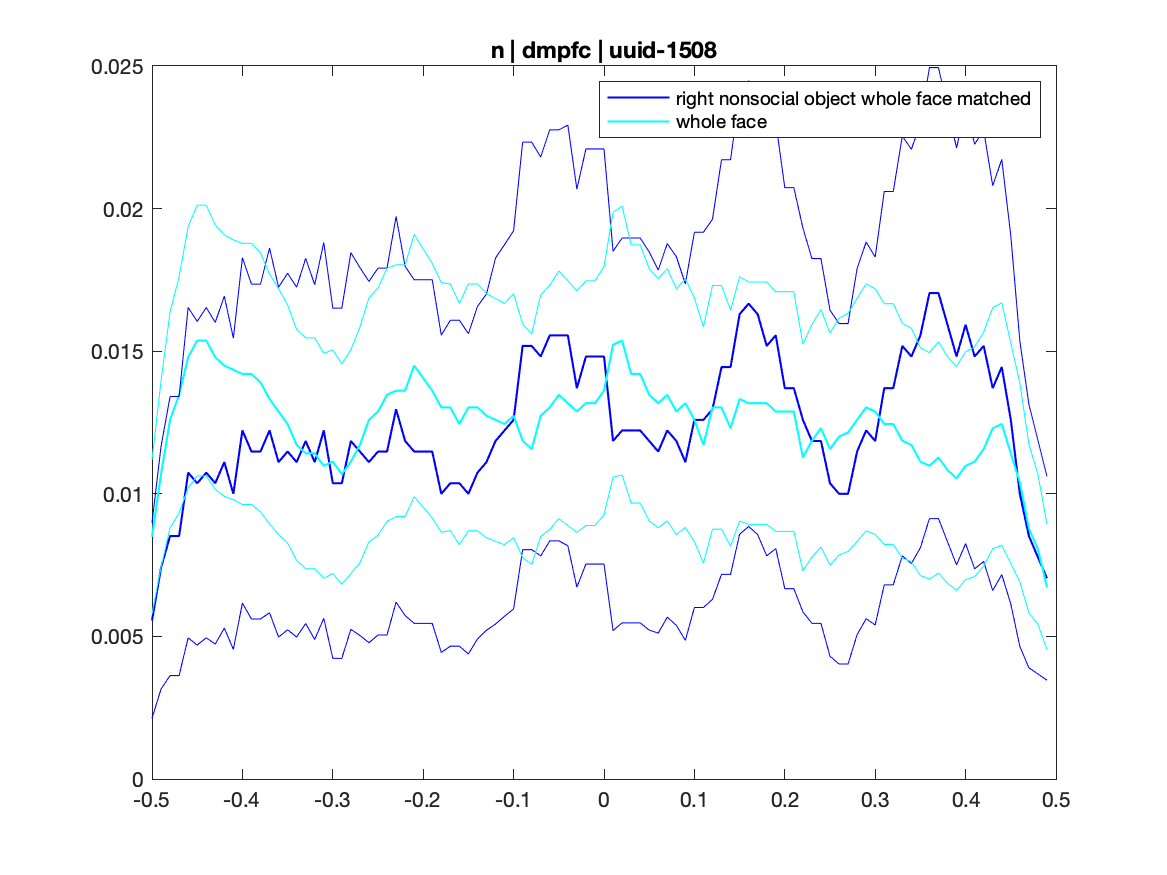 n | dmpfc | uuid-1508
right nonsocial object whole face matched
whole face
0.025
0.02
0.015
0.01
0.005
0
-0.5 -0.4 -0.3 -0.2 -0.1 0 0.1 0.2 0.3 0.4 0.5